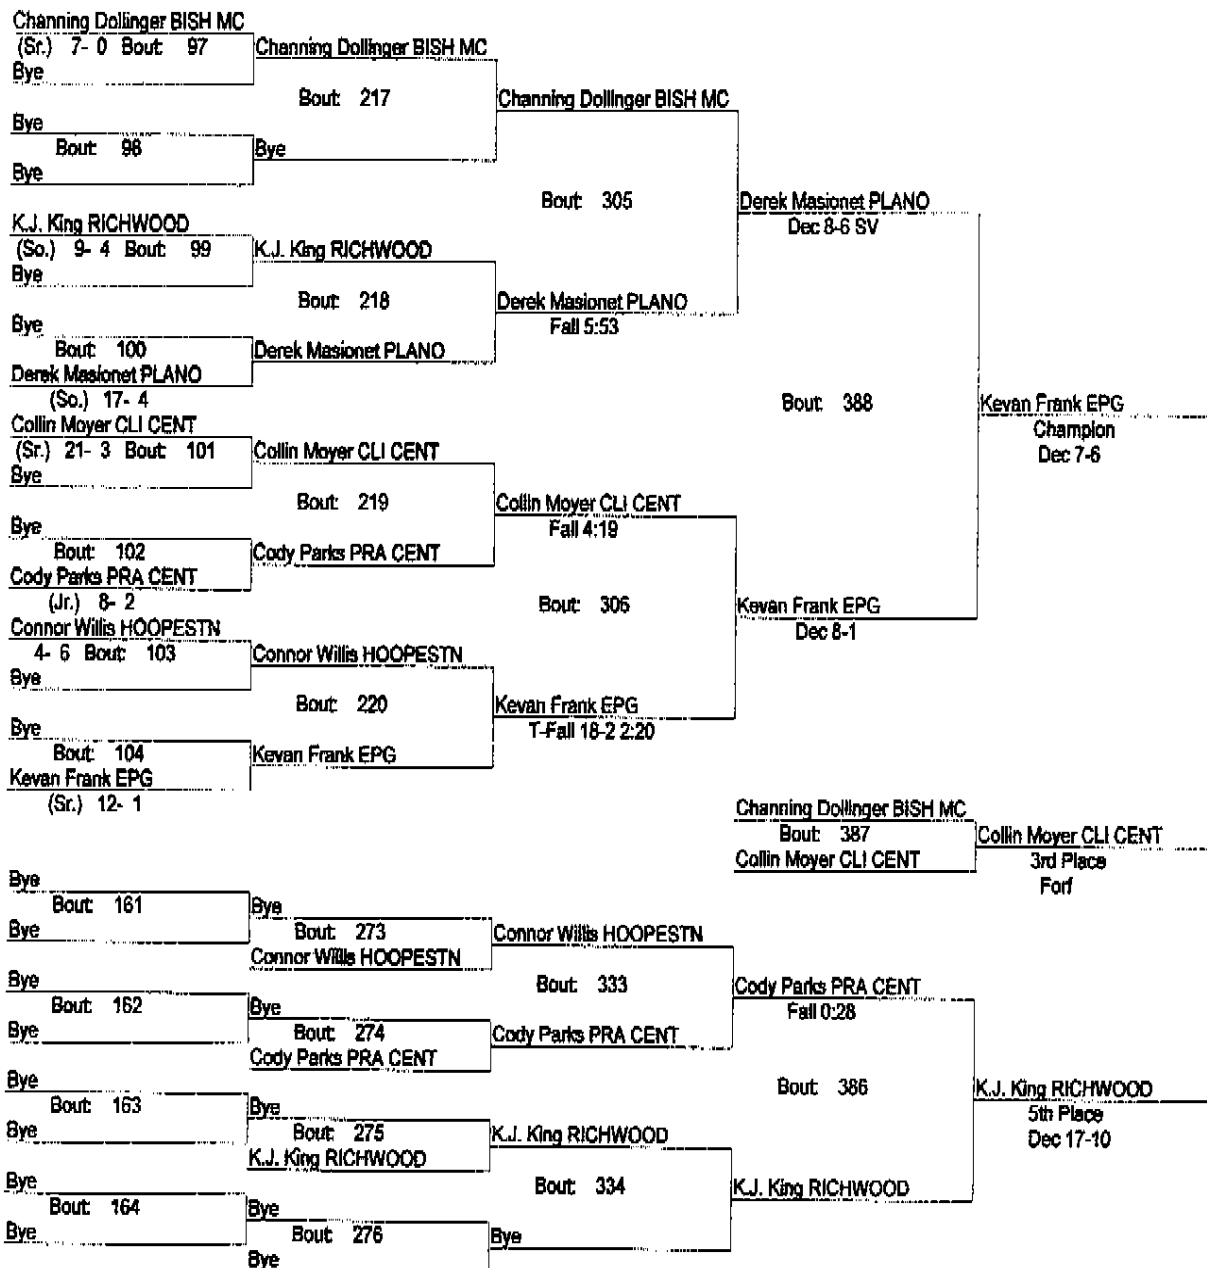 Channing Dollinger BISH MC
(Sr.) 7- 0 Bout: 97
Bye
Channing Dollinger BISH MC
Bout: 217
Bye
Bout: 98
Bye
Bye
Channing Dollinger BISH MC
Bout: 305
K.J. King RICHWOOD
(So.) 9- 4 Bout: 99
Bye
K.J. King RICHWOOD
Bout: 218
Bye
Bout: 100
Derek Masionet PLANO
(So.) 17- 4
Derek Masionet PLANO
Derek Masionet PLANO
Fall 5:53
Derek Masionet PLANO
Dec 8-6 SV
Bout: 388
Collin Moyer CLI CENT
(Sr.) 21- 3 Bout: 101
Bye
Collin Moyer CLI CENT
Bout: 219
Bye
Bout: 102
Cody Parks PRA CENT
(Jr.) 8- 2
Cody Parks PRA CENT
Collin Moyer CLI CENT
Fall 4:19
Bout: 306
Connor Willis HOOPESTN
4- 6 Bout: 103
Bye
Connor Willis HOOPESTN
Bout: 220
Bye
Bout: 104
Kevan Frank EPG
(Sr.) 12- 1
Kevan Frank EPG
Kevan Frank EPG
T-Fall 18-2 2:20
Kevan Frank EPG
Dec 8-1
Kevan Frank EPG
Champion
Dec 7-6
Channing Dollinger BISH MC
Bout: 387
Collin Moyer CLI CENT
Collin Moyer CLI CENT
3rd Place
Forf
Bye
Bout: 161
Bye
Bye
Bout: 273
Connor Willis HOOPESTN
Connor Willis HOOPESTN
Bout: 333
Bye
Bout: 162
Bye
Bye
Bout: 274
Cody Parks PRA CENT
Cody Parks PRA CENT
Cody Parks PRA CENT
Fall 0:28
Bout: 386
Bye
Bout: 163
Bye
Bye
Bout: 275
K.J. King RICHWOOD
K.J. King RICHWOOD
Bout: 334
Bye
Bout: 164
Bye
Bye
Bout: 276
Bye
Bye
K.J. King RICHWOOD
K.J. King RICHWOOD
5th Place
Dec 17-10